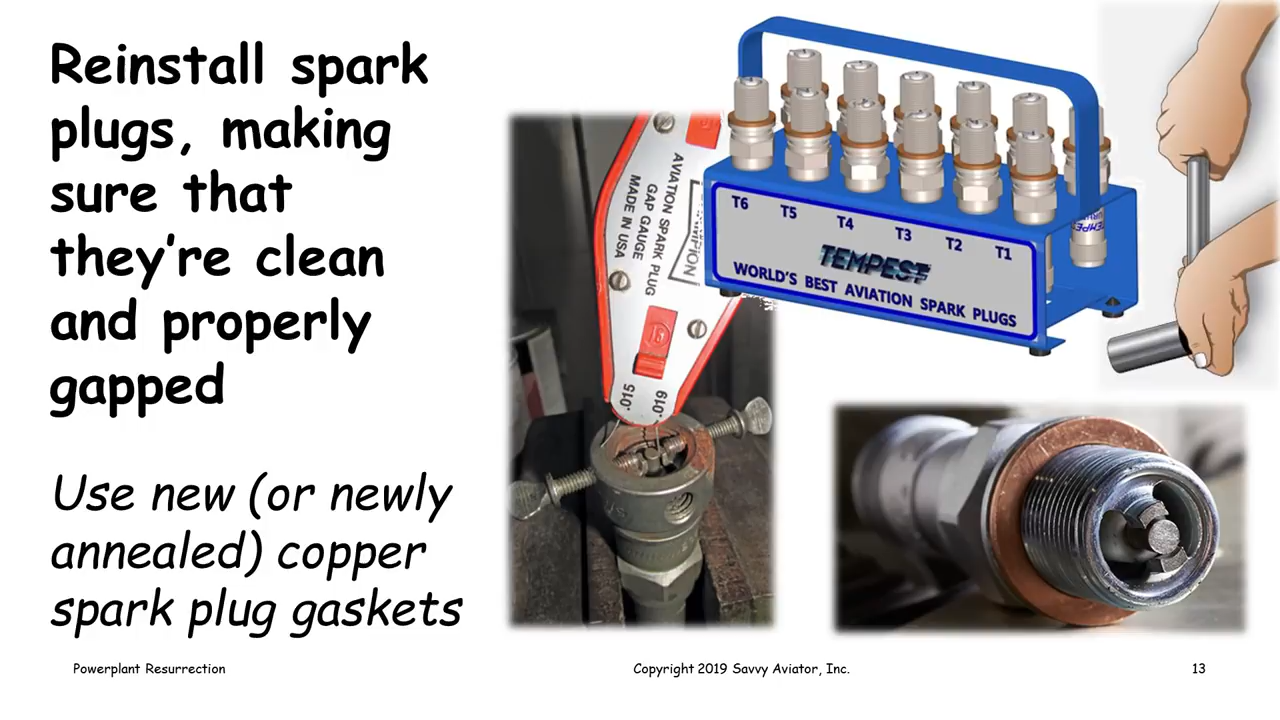 Reinstall spark
plugs, making
sure that
they're clean
and properly
gapped
Use new (or newly
annealed) copper
spark plug gaskets
AVIATION SPARK PLUG
GAP GAUGE
MADE IN USA
.015
.019
T6 T5 T4 T3 T2 T1
TEMPEST
WORLD'S BEST AVIATION SPARK PLUGS
Powerplant Resurrection
Copyright 2019 Savvy Aviator, Inc.
13